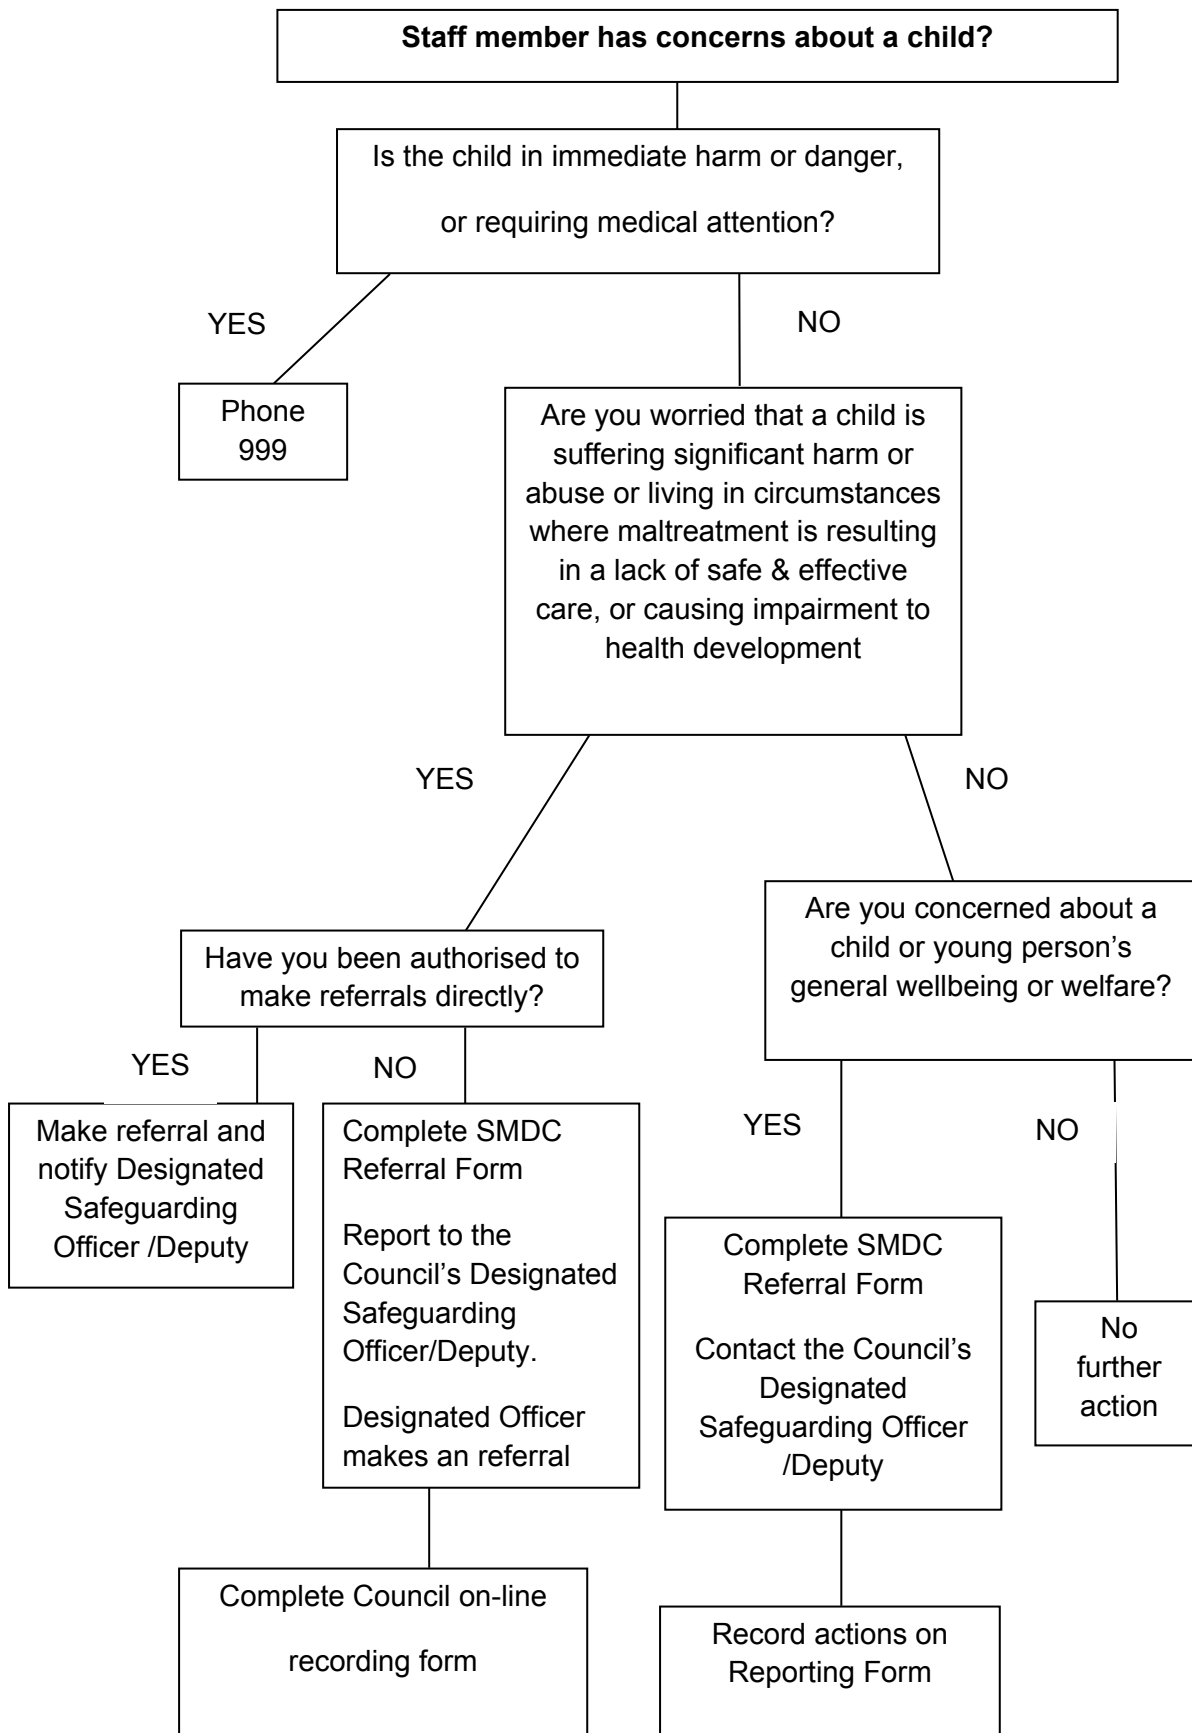 Staff member has concerns about a child?
Is the child in immediate harm or danger,
or requiring medical attention?
YES
NO
Phone
999
Are you worried that a child is
suffering significant harm or
abuse or living in circumstances
where maltreatment is resulting
in a lack of safe & effective
care, or causing impairment to
health development
YES
NO
Have you been authorised to
make referrals directly?
Are you concerned about a
child or young person’s
general wellbeing or welfare?
YES
NO
YES
NO
Make referral and
notify Designated
Safeguarding
Officer /Deputy
Complete SMDC
Referral Form
Report to the
Council’s Designated
Safeguarding
Officer/Deputy.
Designated Officer
makes an referral
Complete SMDC
Referral Form
Contact the Council’s
Designated
Safeguarding Officer
/Deputy
No
further
action
Complete Council on-line
recording form
Record actions on
Reporting Form